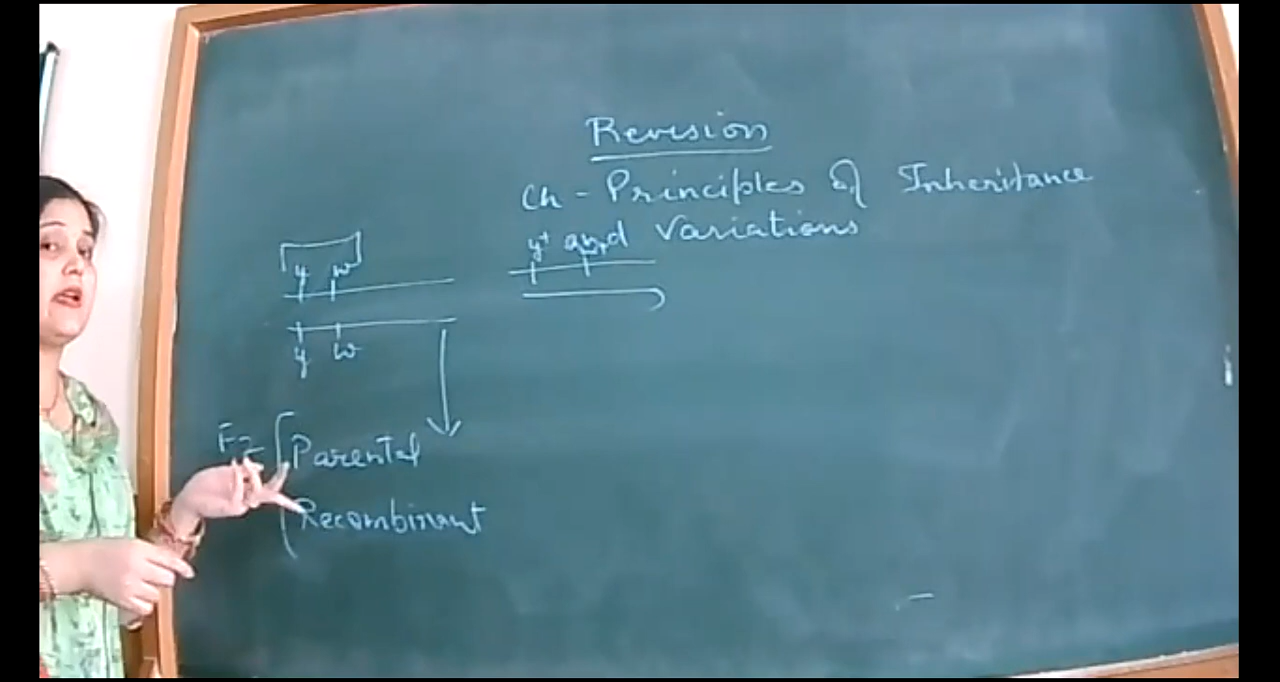 Revision
Ch - Principles of Inheritance
and Variations
y w
y⁺ w⁺
y w
F2
Parental
Recombinant